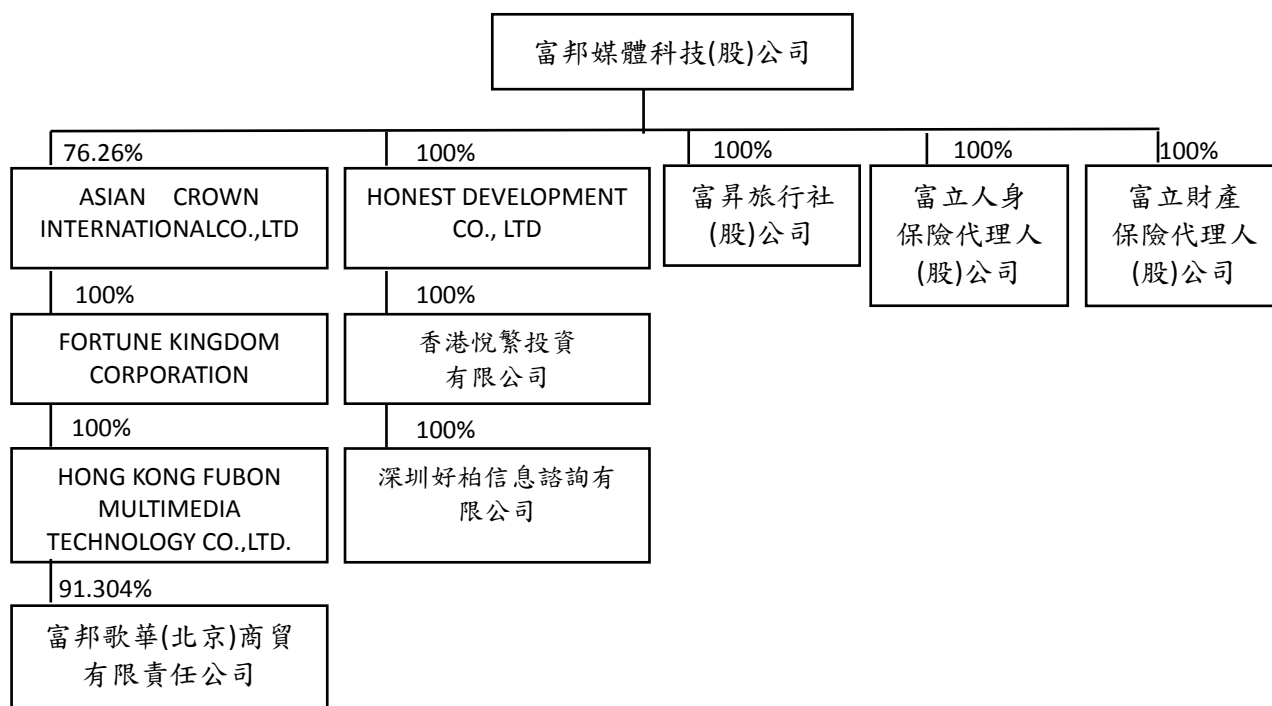 富邦媒體科技(股)公司
76.26%
100%
100%
100%
100%
ASIAN CROWN
INTERNATIONALCO.,LTD
HONEST DEVELOPMENT
CO., LTD
富昇旅行社
(股)公司
富立人身
保險代理人
(股)公司
富立財產
保險代理人
(股)公司
100%
100%
FORTUNE KINGDOM
CORPORATION
香港悅繁投資
有限公司
100%
100%
HONG KONG FUBON
MULTIMEDIA
TECHNOLOGY CO.,LTD.
深圳好柏信息諮詢有
限公司
91.304%
富邦歌華(北京)商貿
有限責任公司